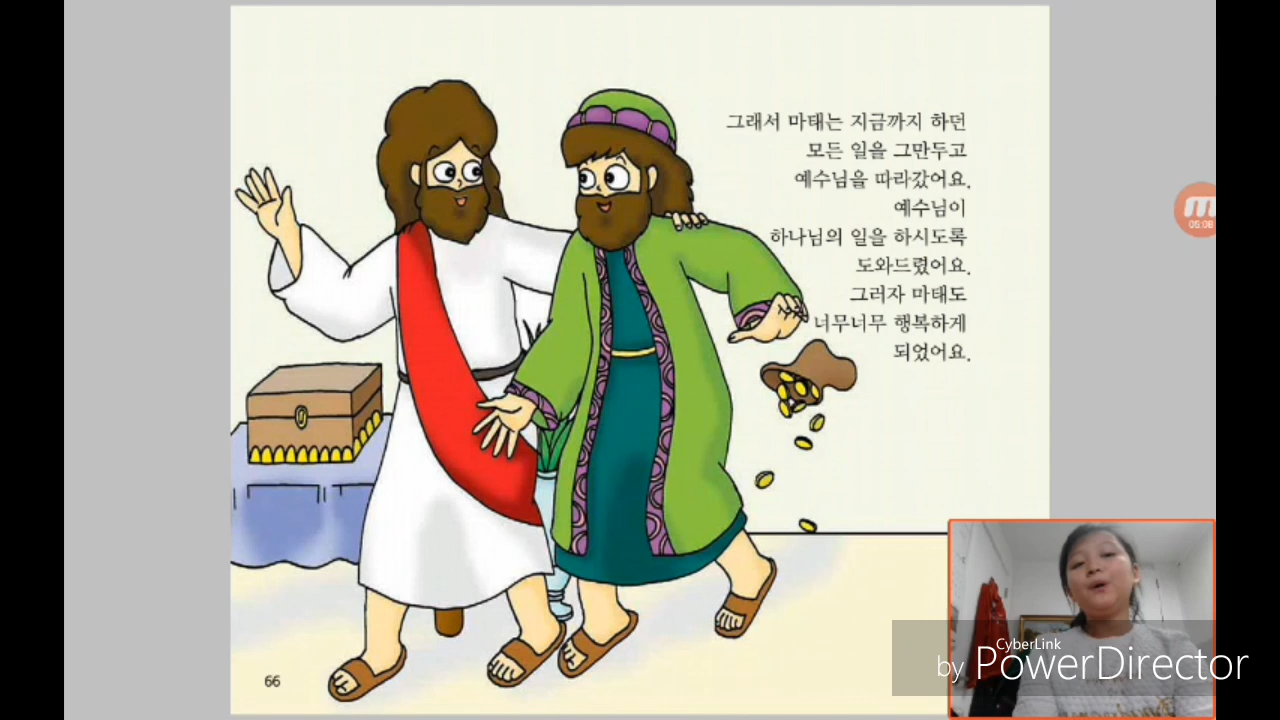 그래서 마태는 지금까지 하던
모든 일을 그만두고
예수님을 따라갔어요.
예수님이
하나님의 일을 하시도록
도와드렸어요.
그러자 마태도
너무너무 행복하게
되었어요.
05:08
66
CyberLink
by PowerDirector